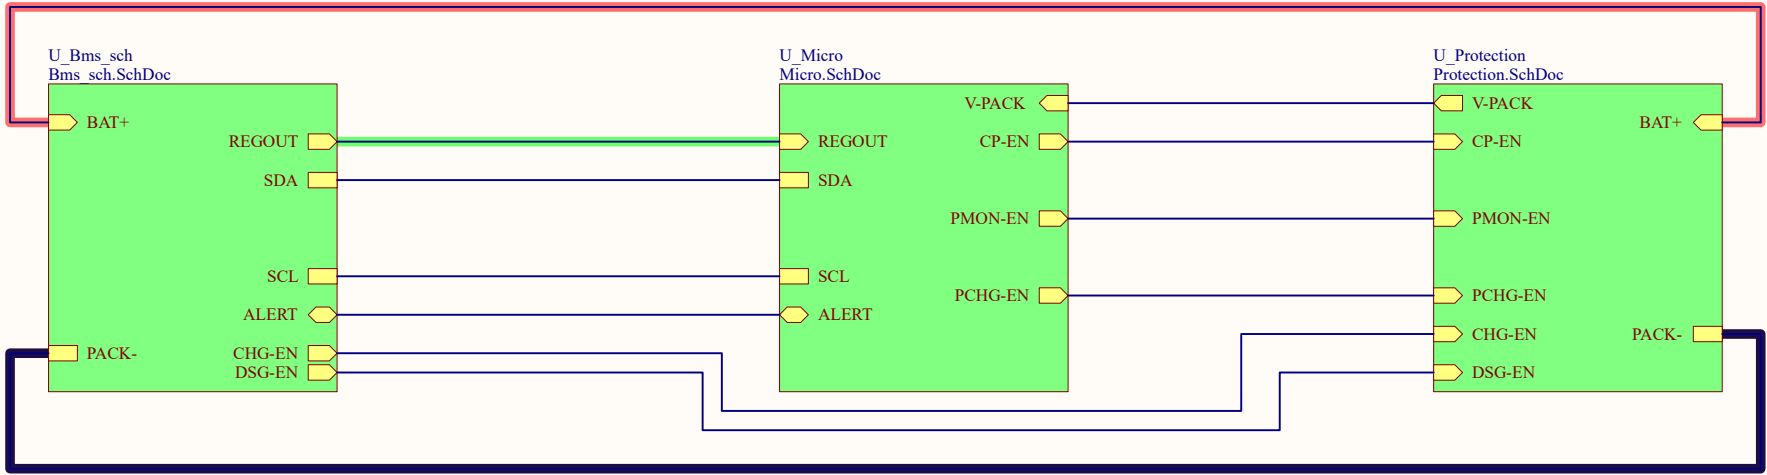 U_Bms_sch
Bms_sch.SchDoc
BAT+
REGOUT
SDA
SCL
ALERT
PACK-
CHG-EN
DSG-EN
U_Micro
Micro.SchDoc
V-PACK
REGOUT
CP-EN
SDA
PMON-EN
SCL
PCHG-EN
ALERT
U_Protection
Protection.SchDoc
V-PACK
BAT+
CP-EN
PMON-EN
PCHG-EN
CHG-EN
PACK-
DSG-EN